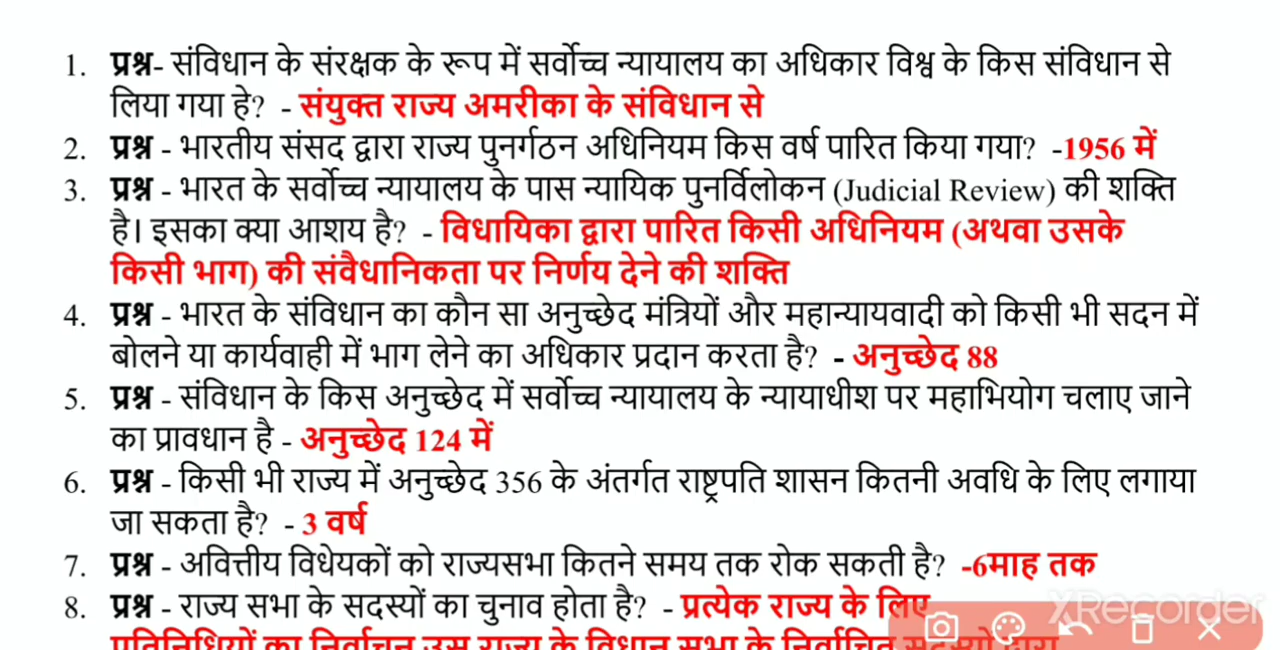 1. प्रश्न- संविधान के संरक्षक के रूप में सर्वोच्च न्यायालय का अधिकार विश्व के किस संविधान से
लिया गया हे? - संयुक्त राज्य अमरीका के संविधान से
2. प्रश्न - भारतीय संसद द्वारा राज्य पुनर्गठन अधिनियम किस वर्ष पारित किया गया? -1956 में
3. प्रश्न - भारत के सर्वोच्च न्यायालय के पास न्यायिक पुनर्विलोकन (Judicial Review) की शक्ति
है। इसका क्या आशय है? - विधायिका द्वारा पारित किसी अधिनियम (अथवा उसके
किसी भाग) की संवैधानिकता पर निर्णय देने की शक्ति
4. प्रश्न - भारत के संविधान का कौन सा अनुच्छेद मंत्रियों और महान्यायवादी को किसी भी सदन में
बोलने या कार्यवाही में भाग लेने का अधिकार प्रदान करता है? - अनुच्छेद 88
5. प्रश्न - संविधान के किस अनुच्छेद में सर्वोच्च न्यायालय के न्यायाधीश पर महाभियोग चलाए जाने
का प्रावधान है - अनुच्छेद 124 में
6. प्रश्न - किसी भी राज्य में अनुच्छेद 356 के अंतर्गत राष्ट्रपति शासन कितनी अवधि के लिए लगाया
जा सकता है? - 3 वर्ष
7. प्रश्न - अवित्तीय विधेयकों को राज्यसभा कितने समय तक रोक सकती है? -6माह तक
8. प्रश्न - राज्य सभा के सदस्यों का चुनाव होता है? - प्रत्येक राज्य के लिए
XRecorder
प्रतिनिधियों का निर्वाचन उस राज्य के विधान सभा के निर्वाचित सदस्यों द्वारा